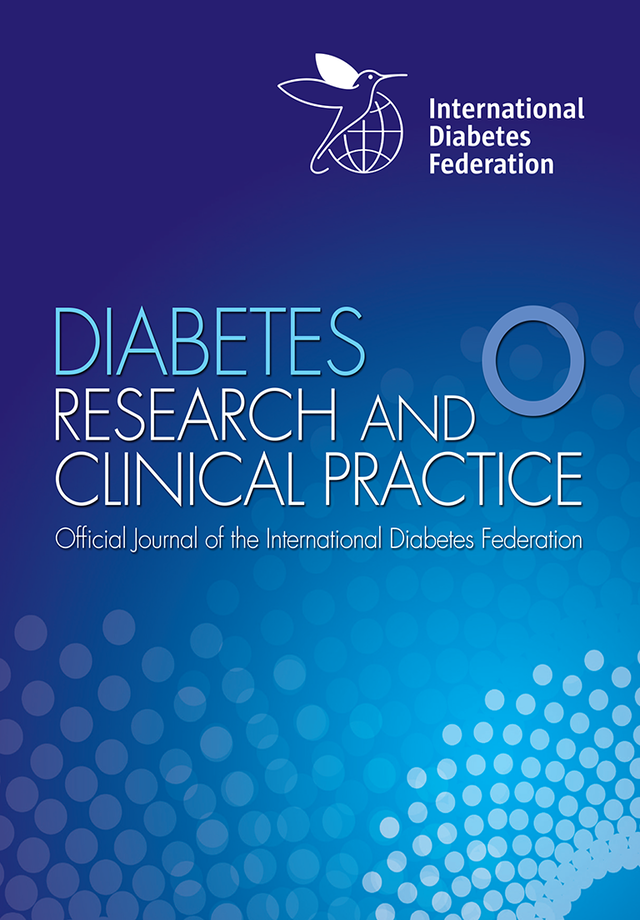 International
Diabetes
Federation
DIABETES
RESEARCH AND
CLINICAL PRACTICE
Official Journal of the International Diabetes Federation